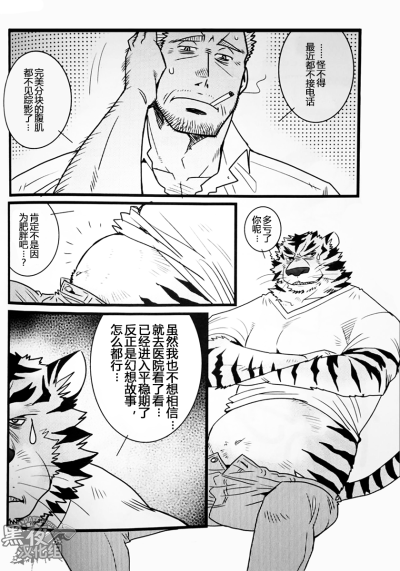 ……怪不得
最近都不接电话
完美分块的腹肌
都不见踪影了…
多亏了
你呢…
肯定不是因
为肥胖吧…?
虽然我也不想相信…
就去医院看了看…
已经进入平稳期了
反正是幻想故事，
怎么都行…
黑夜
汉化组